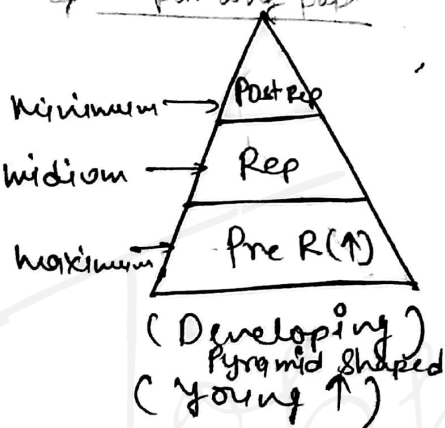 Post Rep
minimum
Rep
midium
Pre R(↑)
maximum
(Developing)
Pyramid Shaped
(Young ↑)